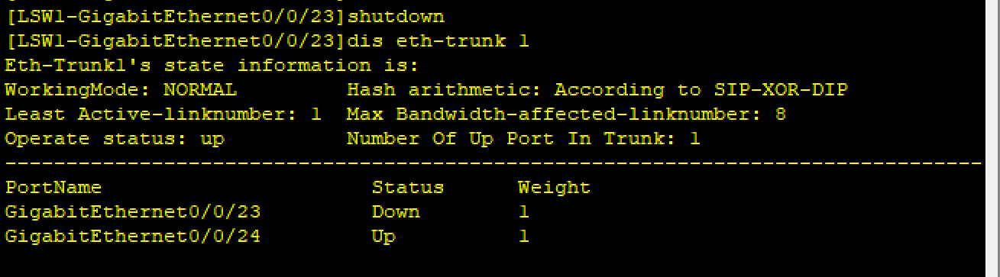 [LSW1-GigabitEthernet0/0/23]shutdown
[LSW1-GigabitEthernet0/0/23]dis eth-trunk 1
Eth-Trunk1's state information is:
WorkingMode: NORMAL         Hash arithmetic: According to SIP-XOR-DIP
Least Active-linknumber: 1  Max Bandwidth-affected-linknumber: 8
Operate status: up          Number Of Up Port In Trunk: 1
--------------------------------------------------------------------------------
PortName                      Status      Weight
GigabitEthernet0/0/23         Down        1
GigabitEthernet0/0/24         Up          1